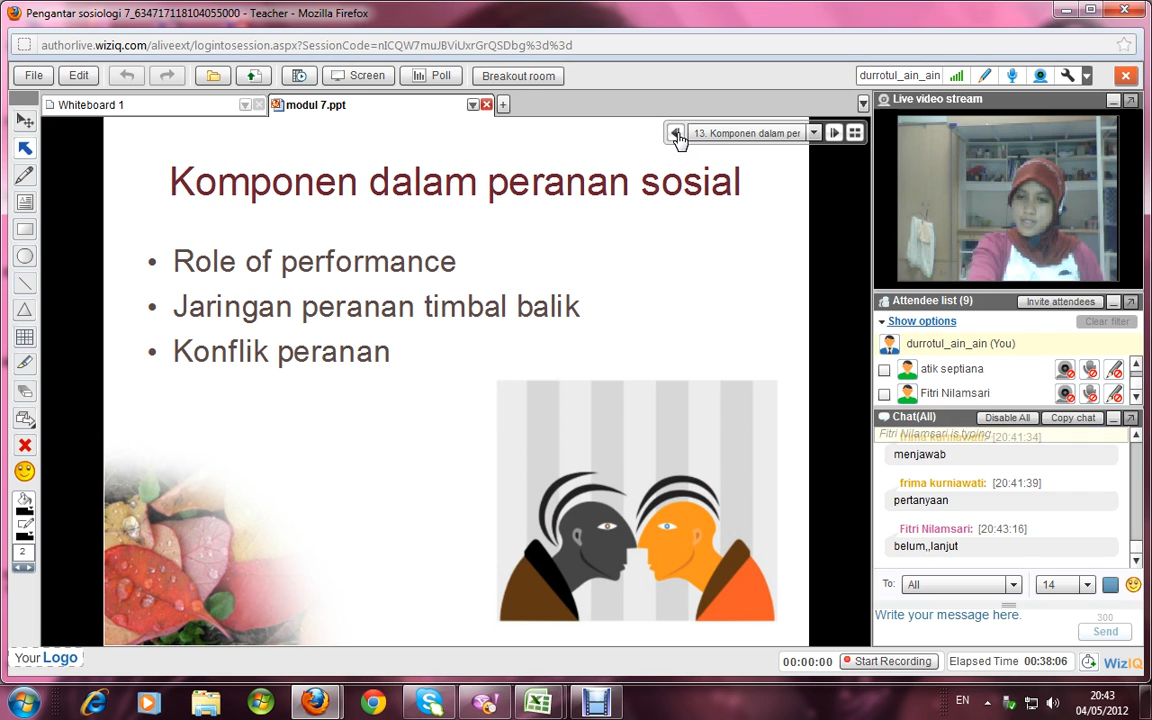 Pengantar sosiologi 7_634717118104055000 - Teacher - Mozilla Firefox
authorlive.wiziq.com/aliveext/logintosession.aspx?SessionCode=nICQW7muJBViUxrGrQSDbg%3d%3d
File Edit Screen Poll Breakout room durrotul_ain_ain
Whiteboard 1 modul 7.ppt
13. Komponen dalam per
Komponen dalam peranan sosial
• Role of performance
• Jaringan peranan timbal balik
• Konflik peranan
2
Live video stream
Attendee list (9) Invite attendees
Show options Clear filter
durrotul_ain_ain (You)
atik septiana
Fitri Nilamsari
Chat(All) Disable All Copy chat
Fitri Nilamsari is typing
frima kurniawati: [20:41:34]
menjawab
frima kurniawati: [20:41:39]
pertanyaan
Fitri Nilamsari: [20:43:16]
belum,,lanjut
To: All 14
Write your message here.
300
Send
Your Logo 00:00:00 Start Recording Elapsed Time 00:38:06 WizIQ
EN 20:43
04/05/2012